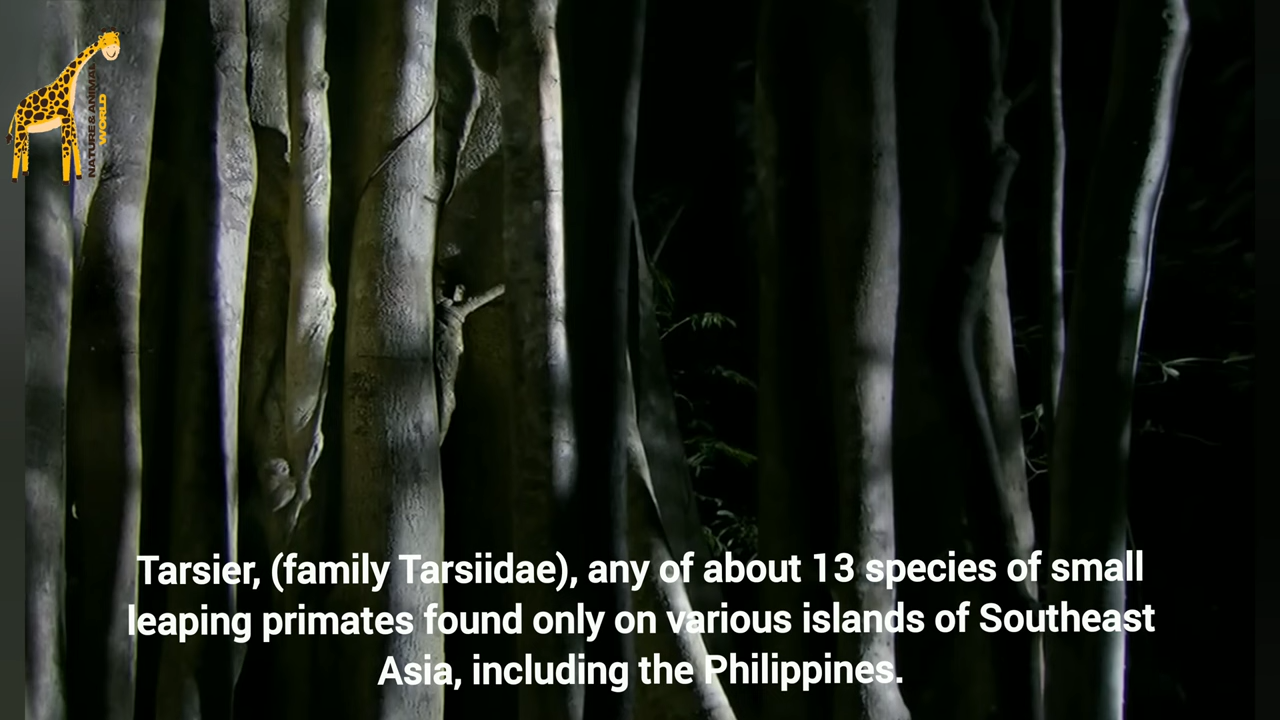 NATURE & ANIMAL
WORLD
Tarsier, (family Tarsiidae), any of about 13 species of small
leaping primates found only on various islands of Southeast
Asia, including the Philippines.